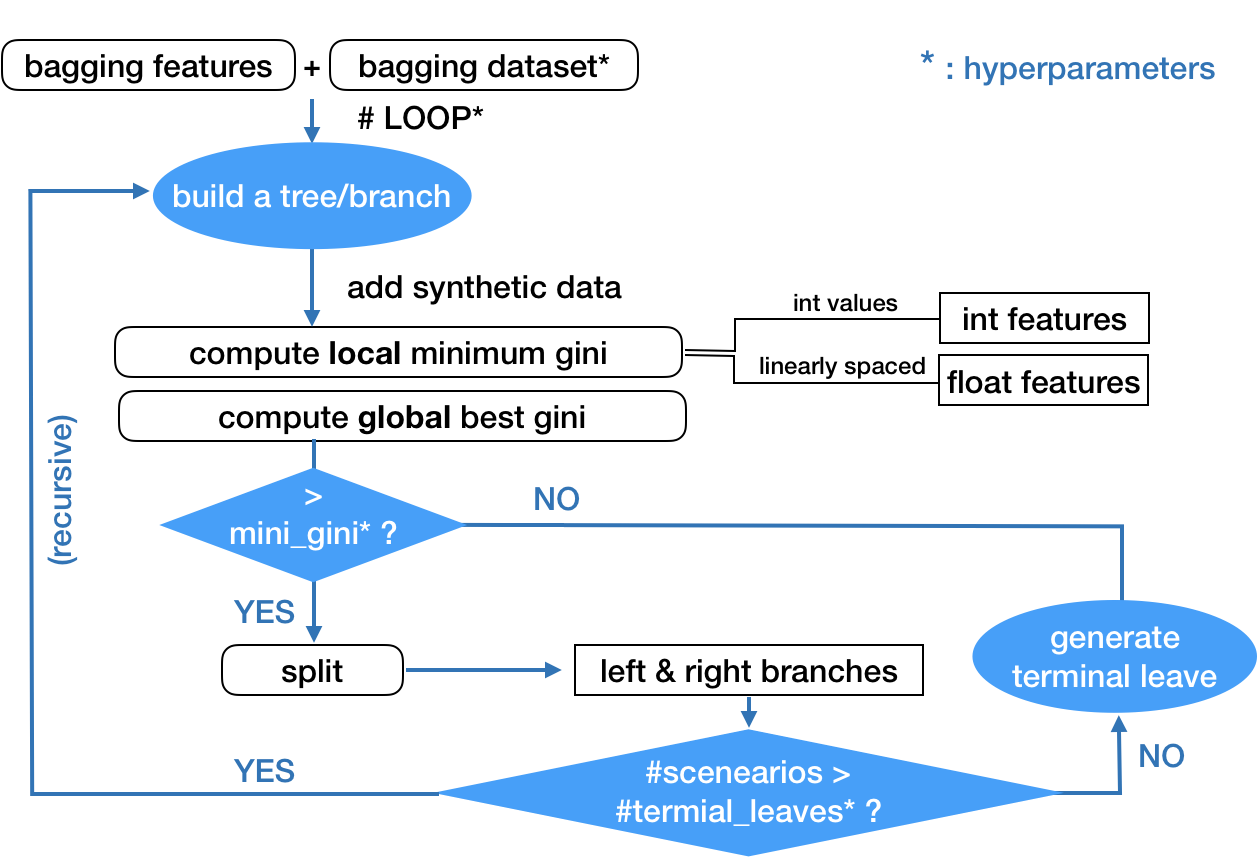 bagging features + bagging dataset*
* : hyperparameters
# LOOP*
build a tree/branch
add synthetic data
int values
int features
compute local minimum gini
linearly spaced
float features
compute global best gini
(recursive)
>
mini_gini* ?
NO
YES
split
left & right branches
generate
terminal leave
YES
#scenearios >
#termial_leaves* ?
NO